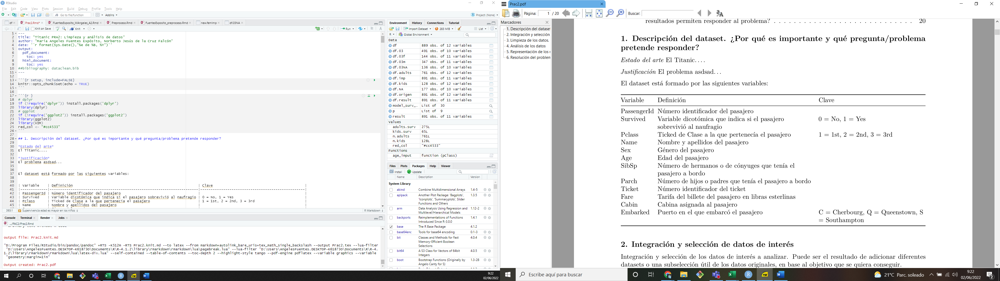 RStudio
File Edit Code View Plots Session Build Debug Profile Tools Help
Go to file/function Addins Project: (None)
df Prac2.Rmd* FuentesExposito_MAngeles_A2.Rmd Preproceso.Rmd FuentesExposito_preproceso.Rmd new.femImp df.03NA
Knit on Save Knit Run
1 ---
2 title: "Titanic PRA2: Limpieza y análisis de datos"
3 author: "María Angeles Fuentes Expósito, Norberto Jesús de la Cruz Falcón"
4 date: '`r format(Sys.Date(),"%e de %B, %Y")`'
5 output:
6 pdf_document:
7 toc: yes
8 html_document:
9 toc: yes
10 ##bibliography: dataclean.bib
11 ---
12
13 ```{r setup, include=FALSE}
14 knitr::opts_chunk$set(echo = TRUE)
15 ```
16
17 ```{r }
18 # dplyr
19 if (!require('dplyr')) install.packages('dplyr')
20 library(dplyr)
21 # ggplot
22 if (!require('ggplot2')) install.packages('ggplot2')
23 library(ggplot2)
24 library(VIM)
25 red_col <- "#cc4533"
26 ```
27
28 ## 1. Descripción del dataset. ¿Por qué es importante y qué pregunta/problema pretende responder?
29
30 *Estado del arte*
31 El Titanic....
32
33 *Justificación*
34 El problema asdsad...
35
36
37 El dataset está formado por las siguientes variables:
38
39
40 | Variable | Definición | Clave |
41 |---|---|---|
42 | PassengerId | Número identificador del pasajero | |
43 | Survived | Variable dicotómica que indica si el pasajero sobrevivió al naufragio | 0 = No, 1 = Yes |
44 | Pclass | Ticked de Clase a la que pertenecía el pasajero | 1 = 1st, 2 = 2nd, 3 = 3rd |
45 | Name | Nombre y apellidos del pasajero | |
393:1 Supervivencia edad es mayor en los niños R Markdown
Console Terminal Render Jobs
.../PAC2/Prac2.Rmd
ordinary text without R code
output file: Prac2.knit.md
"D:/Program Files/RStudio/bin/pandoc/pandoc" +RTS -K512m -RTS Prac2.knit.md --to latex --from markdown+autolink_bare_uris+tex_math_single_backslash --output Prac2.tex --lua-filter
"D:\Users\AngelesFuentes.DESKTOP-K618730\Documents\R\R-4.1.2\library\rmarkdown\rmarkdown\lua\pagebreak.lua" --lua-filter "D:\Users\AngelesFuentes.DESKTOP-K618730\Documents\R\R-4.
1.2\library\rmarkdown\rmarkdown\lua\latex-div.lua" --self-contained --table-of-contents --toc-depth 2 --highlight-style tango --pdf-engine pdflatex --variable graphics --variable
"geometry:margin=1in"
Output created: Prac2.pdf
Environment History Connections Tutorial
Import Dataset 283 MiB List
R Global Environment
Data
df 889 obs. of 12 variables
df.03 491 obs. of 10 variables
df.03f 144 obs. of 11 variables
df.03m 347 obs. of 11 variables
df.03NA 136 obs. of 10 variables
df.adults 761 obs. of 12 variables
df.imp 891 obs. of 11 variables
df.kids 128 obs. of 12 variables
df.NA 177 obs. of 10 variables
df.origen 891 obs. of 12 variables
df.result 891 obs. of 11 variables
model_surv_... List of 30
p List of 9
result 891 obs. of 11 variables
Values
adults.surv 275L
kids.surv 65L
n.adults 761L
n.kids 128L
red_col "#cc4533"
Functions
age_imput function (pclass)
Files Plots Packages Help Viewer
Install Update
Name Description Version
System Library
abind Combine Multidimensional Arrays 1.4-5
aplpack Another Plot Package: 'Bagplots', 1.3.5
'Iconplots', 'Summaryplots', Slider
Functions and Others
arm Data Analysis Using Regression and 1.12-2
Multilevel/Hierarchical Models
backports Reimplementations of Functions 1.4.1
Introduced Since R-3.0.0
base The R Base Package 4.1.2
base64enc Tools for base64 encoding 0.1-3
bit Classes and Methods for Fast 4.0.4
Memory-Efficient Boolean
Selections
bit64 A S3 Class for Vectors of 64bit 4.0.5
Integers
boot Bootstrap Functions (Originally by 1.3-28
Angelo Canty for S)
9:22
02/06/2022
Prac2.pdf
Página: 1 / 20 Buscar:
Marcadores
1. Descripción del dataset
2. Integración y selección
3. Limpieza de los datos.
4. Análisis de los datos
5. Representación de los r
6. Resolución del problem
resultados permiten responder al problema? . . . . . . . . . . . . . . . . . . . . . . . . . . . . 20
1. Descripción del dataset. ¿Por qué es importante y qué pregunta/problema
pretende responder?
Estado del arte El Titanic. . . .
Justificación El problema asdsad. . .
El dataset está formado por las siguientes variables:
Variable Definición Clave
PassengerId Número identificador del pasajero
Survived Variable dicotómica que indica si el pasajero 0 = No, 1 = Yes
sobrevivió al naufragio
Pclass Ticked de Clase a la que pertenecía el pasajero 1 = 1st, 2 = 2nd, 3 = 3rd
Name Nombre y apellidos del pasajero
Sex Género del pasajero
Age Edad del pasajero
SibSp Número de hermanos o de cónyuges que tenía el
pasajero a bordo
Parch Número de hijos o padres que tenía el pasajero a bordo
Ticket Número identificador del ticket
Fare Tarifa del billete del pasajero en libras esterlinas
Cabin Cabina asignada al pasajero
Embarked Puerto en el que embarcó el pasajero C = Cherbourg, Q = Queenstown, S
= Southampton
2. Integración y selección de datos de interés
Integración y selección de los datos de interés a analizar. Puede ser el resultado de adicionar diferentes
datasets o una subselección útil de los datos originales, en base al objetivo que se quiera conseguir.
Escribe aquí para buscar
21°C Parc. soleado
9:22
02/06/2022